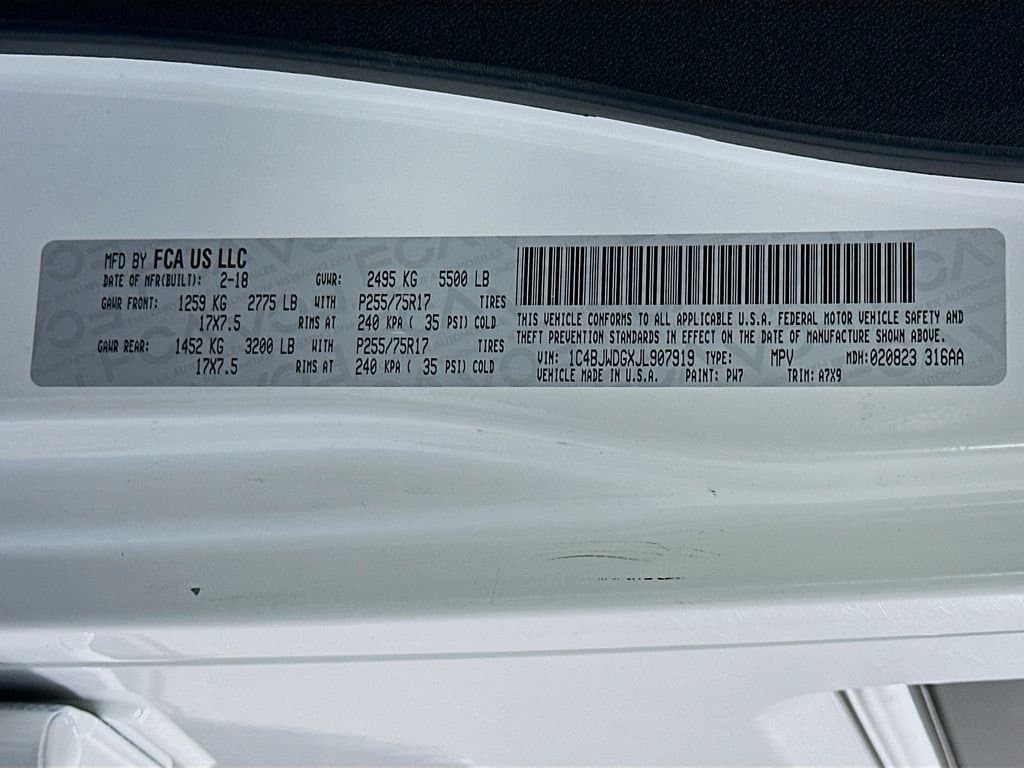 MFD BY FCA US LLC
DATE OF MFR(BUILT): 2-18 GVWR: 2495 KG 5500 LB
GAWR FRONT: 1259 KG 2775 LB WITH P255/75R17 TIRES
17X7.5 RIMS AT 240 KPA ( 35 PSI) COLD
GAWR REAR: 1452 KG 3200 LB WITH P255/75R17 TIRES
17X7.5 RIMS AT 240 KPA ( 35 PSI) COLD
THIS VEHICLE CONFORMS TO ALL APPLICABLE U.S.A. FEDERAL MOTOR VEHICLE SAFETY AND
THEFT PREVENTION STANDARDS IN EFFECT ON THE DATE OF MANUFACTURE SHOWN ABOVE.
VIN: 1C4BJWDGXJL907919 TYPE: MPV MDH:020823 316AA
VEHICLE MADE IN U.S.A. PAINT: PW7 TRIM: A7X9